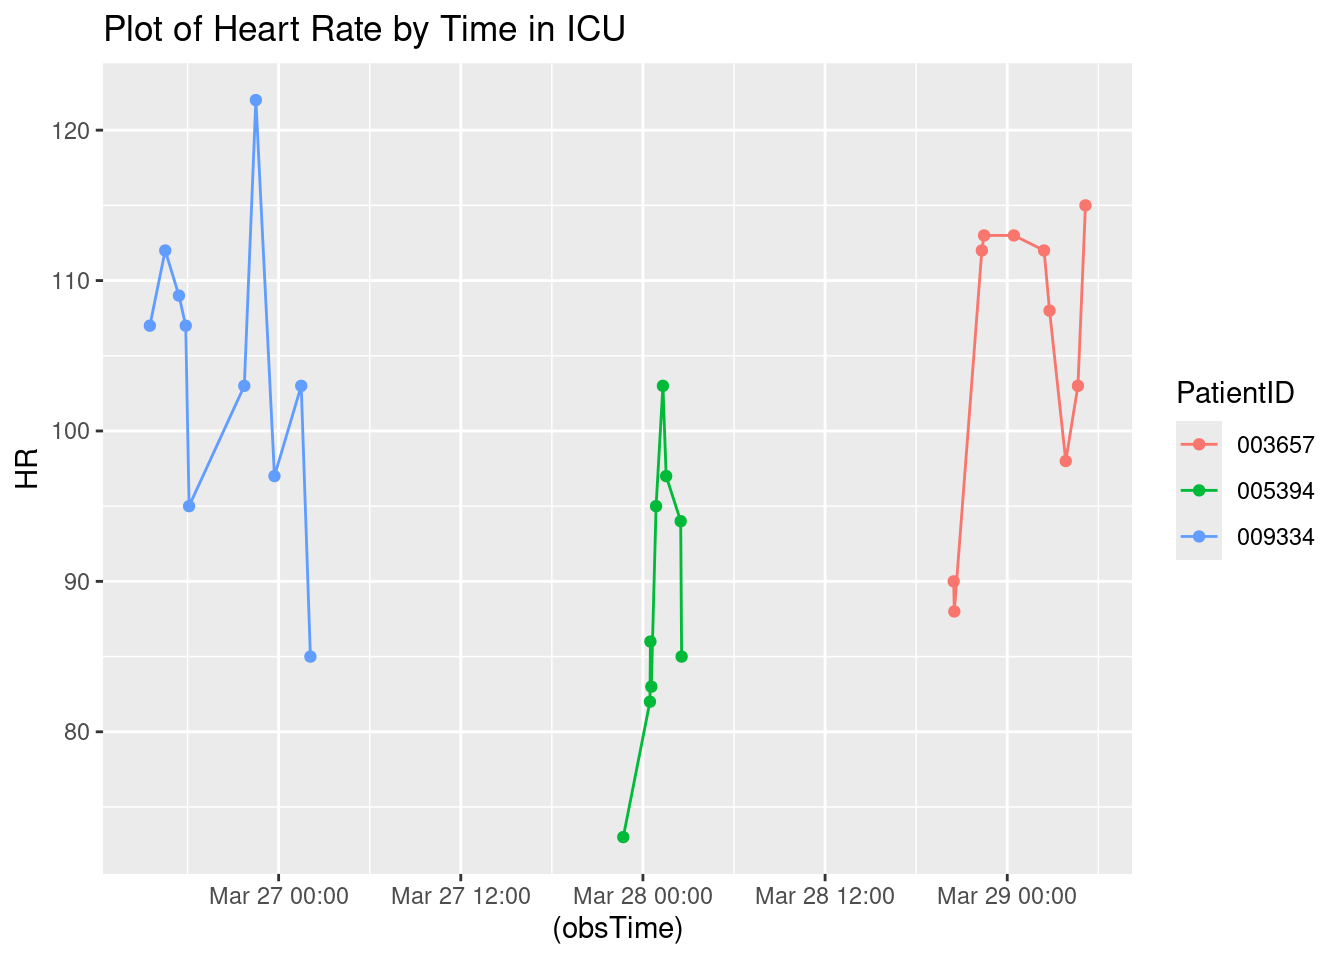 Plot of Heart Rate by Time in ICU
120
110
100
90
80
HR
Mar 27 00:00
Mar 27 12:00
Mar 28 00:00
Mar 28 12:00
Mar 29 00:00
(obsTime)
PatientID
003657
005394
009334